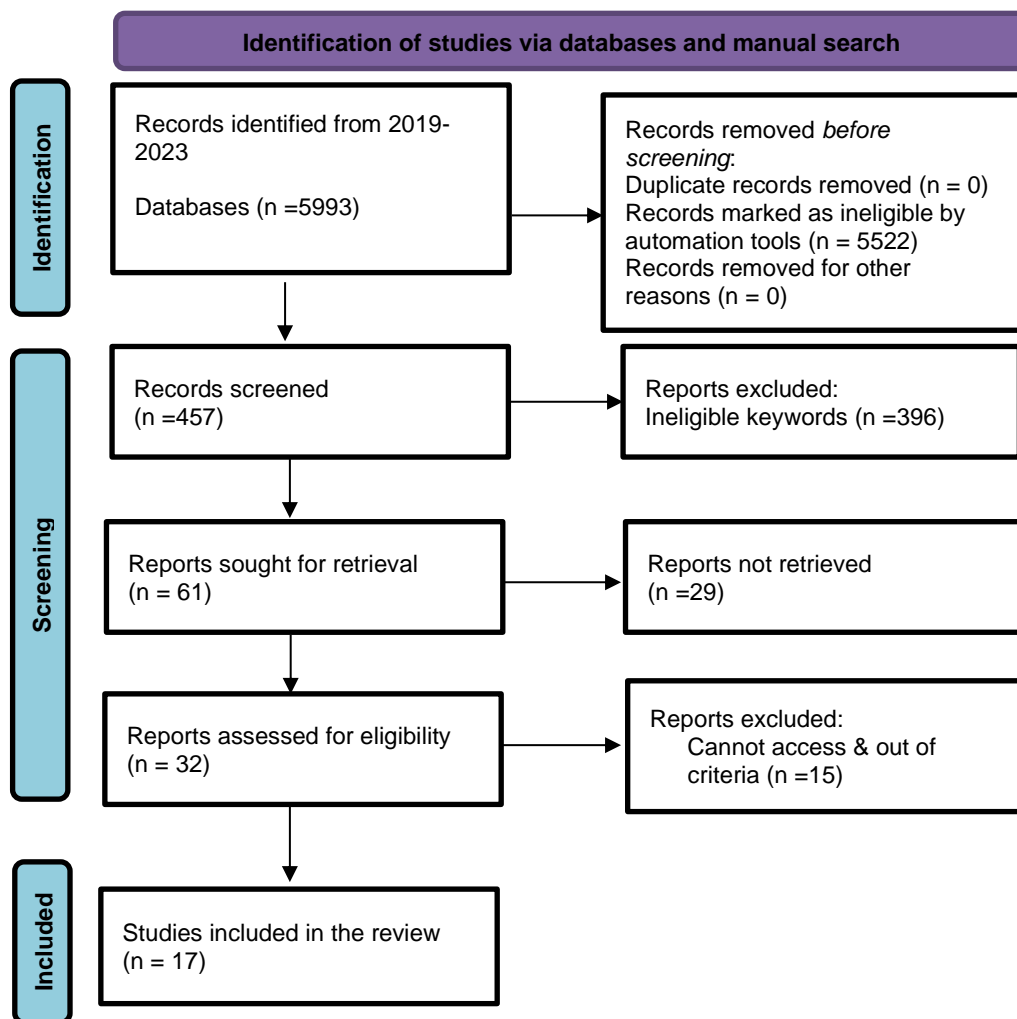 Identification of studies via databases and manual search
Identification
Records identified from 2019-
2023
Databases (n =5993)
Records removed before
screening:
Duplicate records removed (n = 0)
Records marked as ineligible by
automation tools (n = 5522)
Records removed for other
reasons (n = 0)
Screening
Records screened
(n =457)
Reports excluded:
Ineligible keywords (n =396)
Reports sought for retrieval
(n = 61)
Reports not retrieved
(n =29)
Reports assessed for eligibility
(n = 32)
Reports excluded:
Cannot access & out of
criteria (n =15)
Included
Studies included in the review
(n = 17)